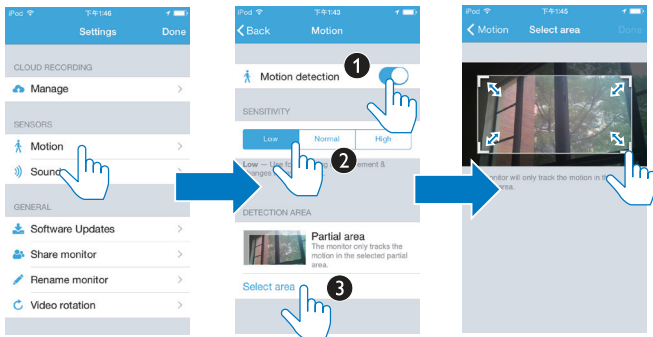 iPod 下午1:46
Settings Done
CLOUD RECORDING
Manage
SENSORS
Motion
Sound
GENERAL
Software Updates
Share monitor
Rename monitor
Video rotation
iPod 下午1:43
Back Motion
Motion detection 1
SENSITIVITY
Low Normal High
2
Low — Use fo
DETECTION AREA
Partial area
The monitor only tracks the
motion in the selected partial
area.
Select area 3
iPod 下午1:45
Motion Select area Done
will only track the motion in
area.